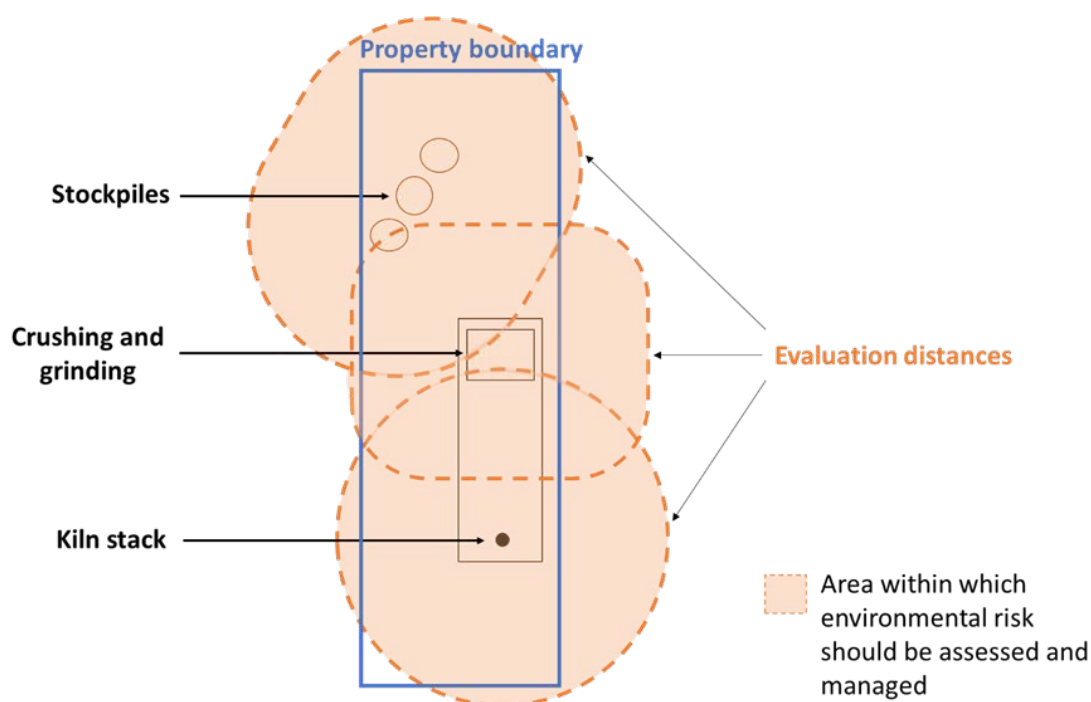 Property boundary
Stockpiles
Crushing and
grinding
Evaluation distances
Kiln stack
Area within which
environmental risk
should be assessed and
managed